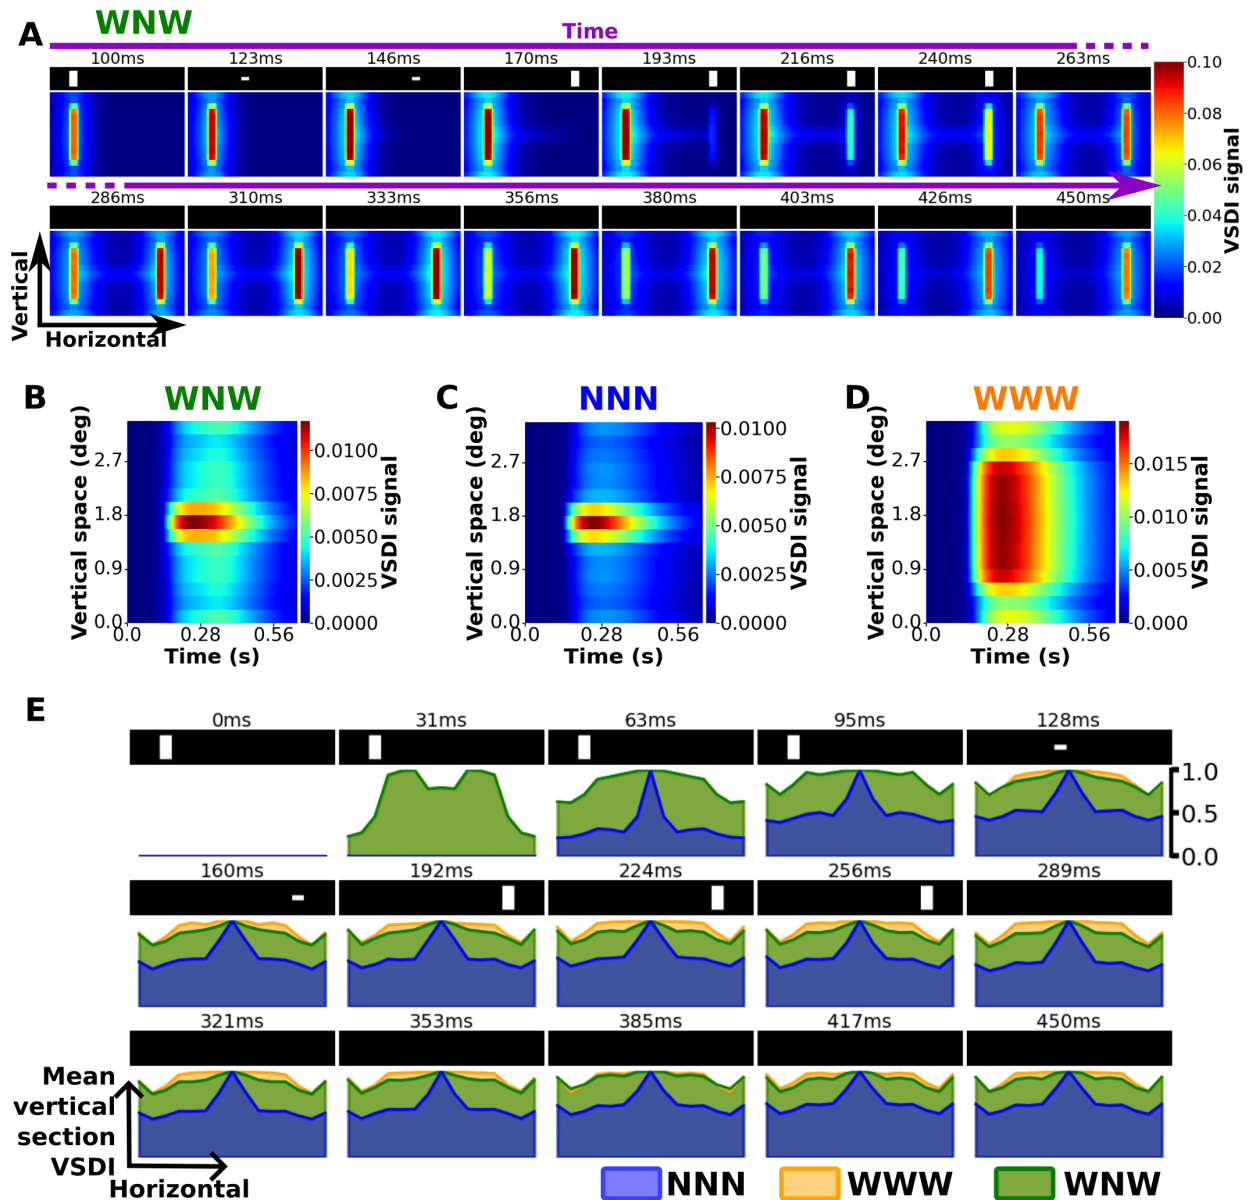 A
WNW
Time
100ms 123ms 146ms 170ms 193ms 216ms 240ms 263ms
0.10
0.08
0.06
0.04
0.02
0.00
VSDI signal
286ms 310ms 333ms 356ms 380ms 403ms 426ms 450ms
Vertical
Horizontal
B
WNW
Vertical space (deg)
2.7
1.8
0.9
0.0
0.0 0.28 0.56
Time (s)
0.0100
0.0075
0.0050
0.0025
0.0000
VSDI signal
C
NNN
Vertical space (deg)
2.7
1.8
0.9
0.0
0.0 0.28 0.56
Time (s)
0.0100
0.0075
0.0050
0.0025
0.0000
VSDI signal
D
WWW
Vertical space (deg)
2.7
1.8
0.9
0.0
0.0 0.28 0.56
Time (s)
0.015
0.010
0.005
0.000
VSDI signal
E
0ms 31ms 63ms 95ms 128ms
1.0
0.5
0.0
160ms 192ms 224ms 256ms 289ms
321ms 353ms 385ms 417ms 450ms
Mean
vertical
section
VSDI
Horizontal
NNN WWW WNW